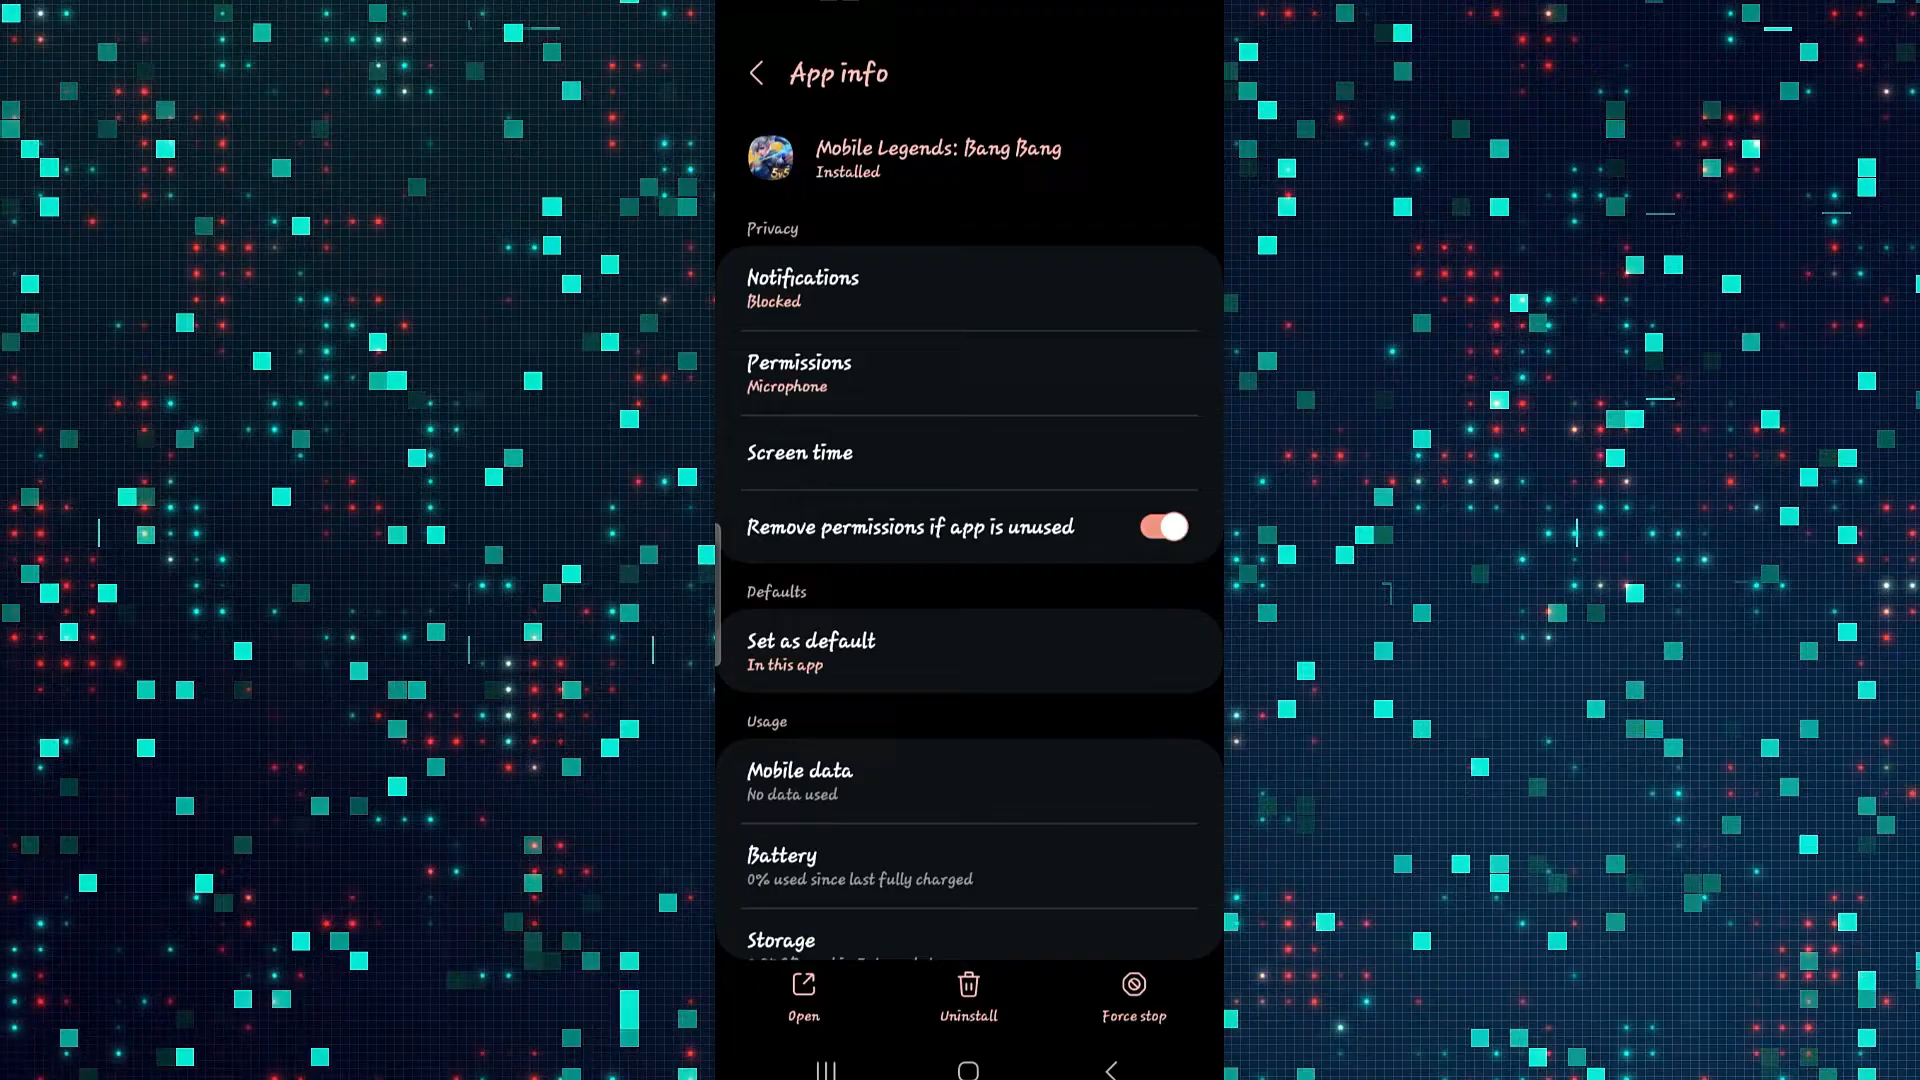 App info
Mobile Legends: Bang Bang
Installed
5v5
Privacy
Notifications
Blocked
Permissions
Microphone
Screen time
Remove permissions if app is unused
Defaults
Set as default
In this app
Usage
Mobile data
No data used
Battery
0% used since last fully charged
Storage
Open
Uninstall
Force stop